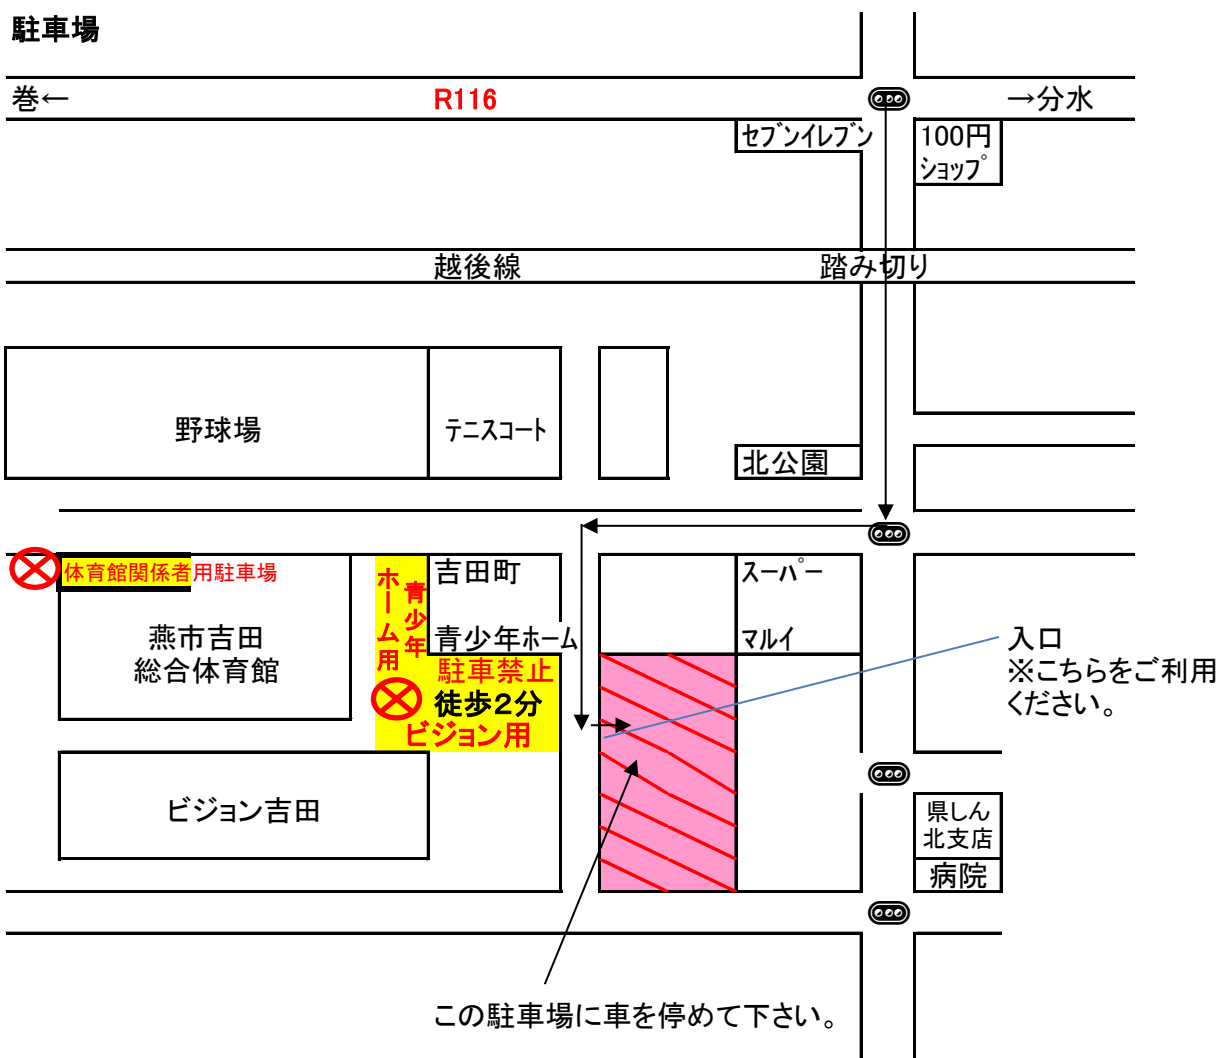 駐車場
巻←
R116
→分水
セブンイレブン
100円
ショップ
越後線
踏み切り
野球場
テニスコート
北公園
体育館関係者用駐車場
燕市吉田
総合体育館
青少年
ホーム用
吉田町
青少年ホーム
駐車禁止
徒歩2分
ビジョン用
スーパー
マルイ
入口
※こちらをご利用
ください。
ビジョン吉田
県しん
北支店
病院
この駐車場に車を停めて下さい。